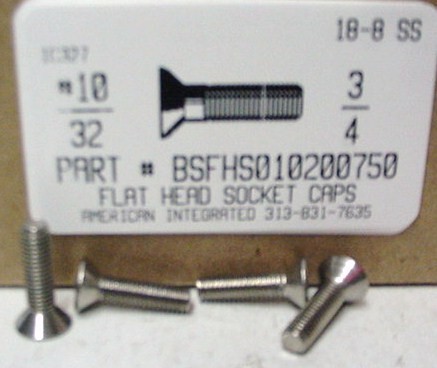 18-8 SS
#10
32
3
4
PART # BSFHS010200750
FLAT HEAD SOCKET CAPS
AMERICAN INTEGRATED 313-831-7635